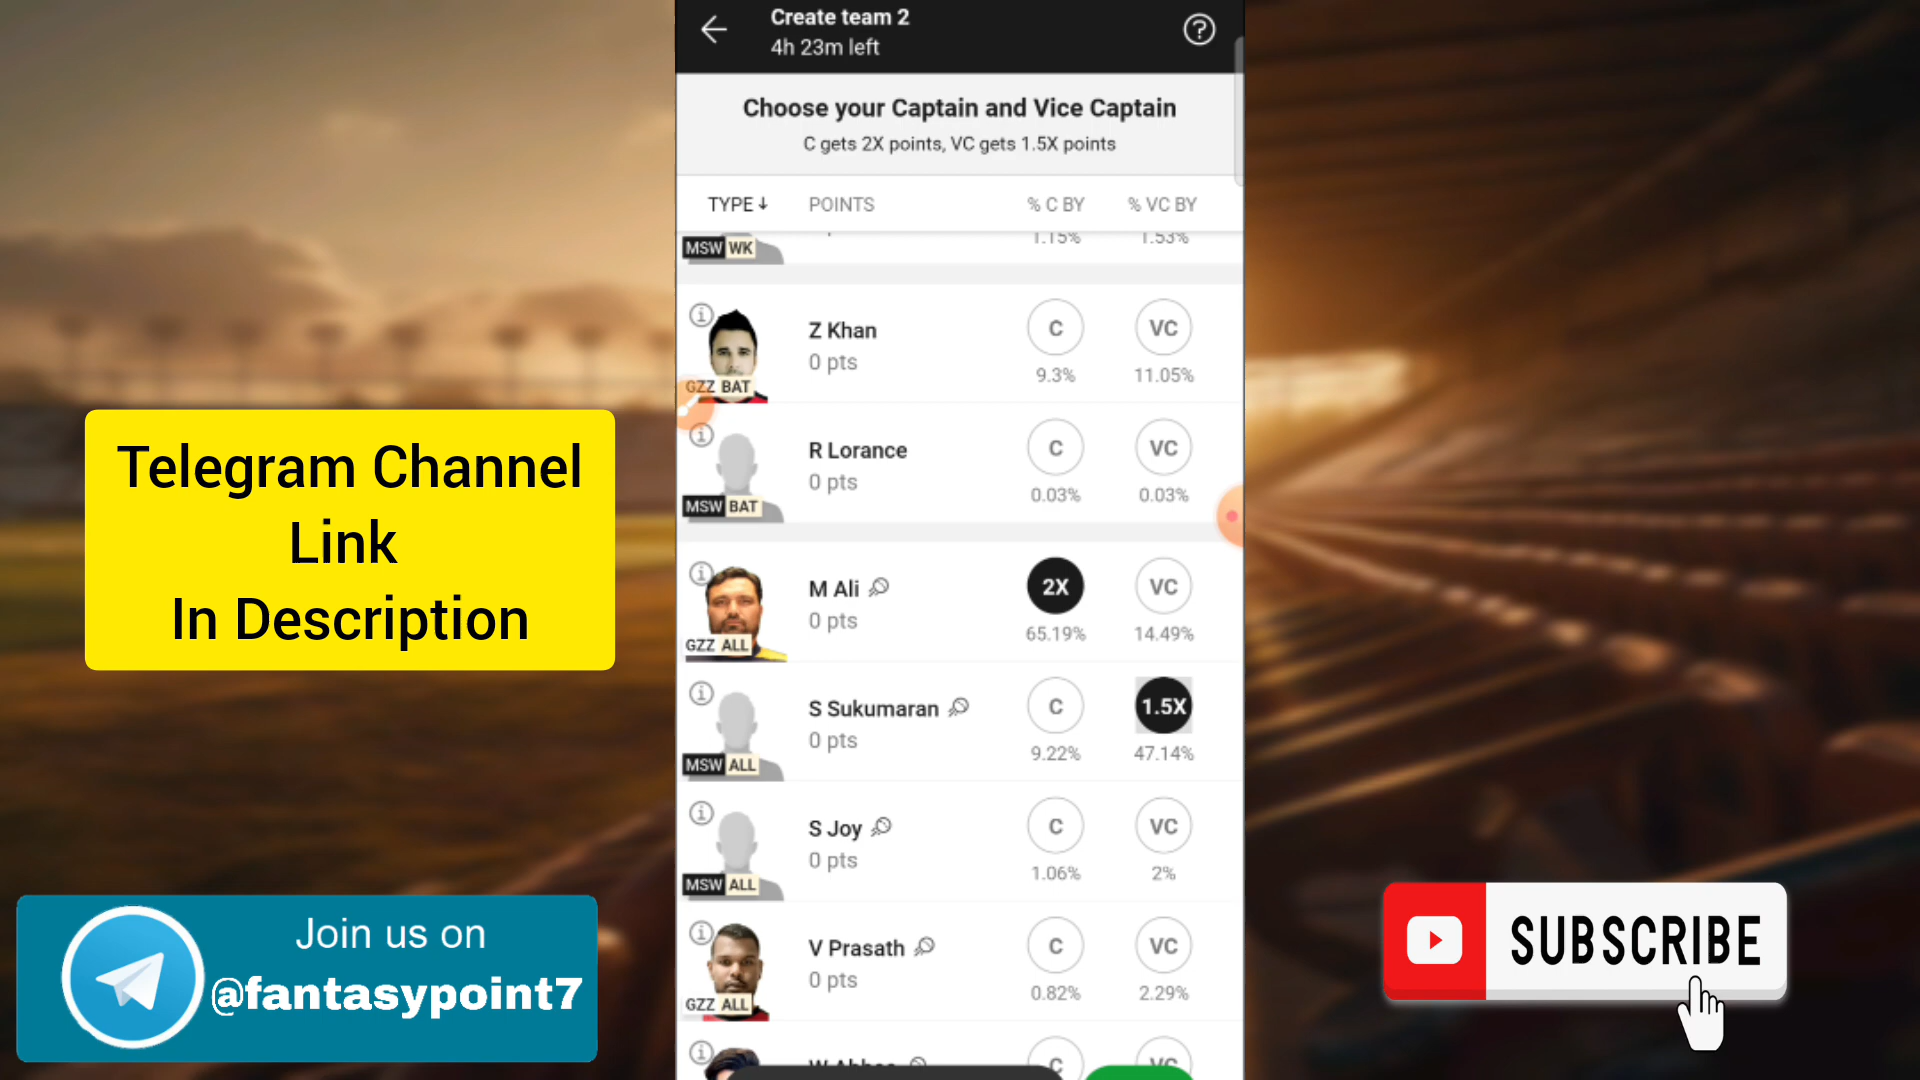 Create team 2
4h 23m left
Choose your Captain and Vice Captain
C gets 2X points, VC gets 1.5X points
TYPE POINTS % C BY % VC BY
MSW WK 1.15% 1.53%
Z Khan
0 pts
GZZ BAT
C VC
9.3% 11.05%
R Lorance
0 pts
MSW BAT
C VC
0.03% 0.03%
M Ali
0 pts
GZZ ALL
2X VC
65.19% 14.49%
S Sukumaran
0 pts
MSW ALL
C 1.5X
9.22% 47.14%
S Joy
0 pts
MSW ALL
C VC
1.06% 2%
V Prasath
0 pts
GZZ ALL
C VC
0.82% 2.29%
C VC
Telegram Channel
Link
In Description
Join us on
@fantasypoint7
SUBSCRIBE